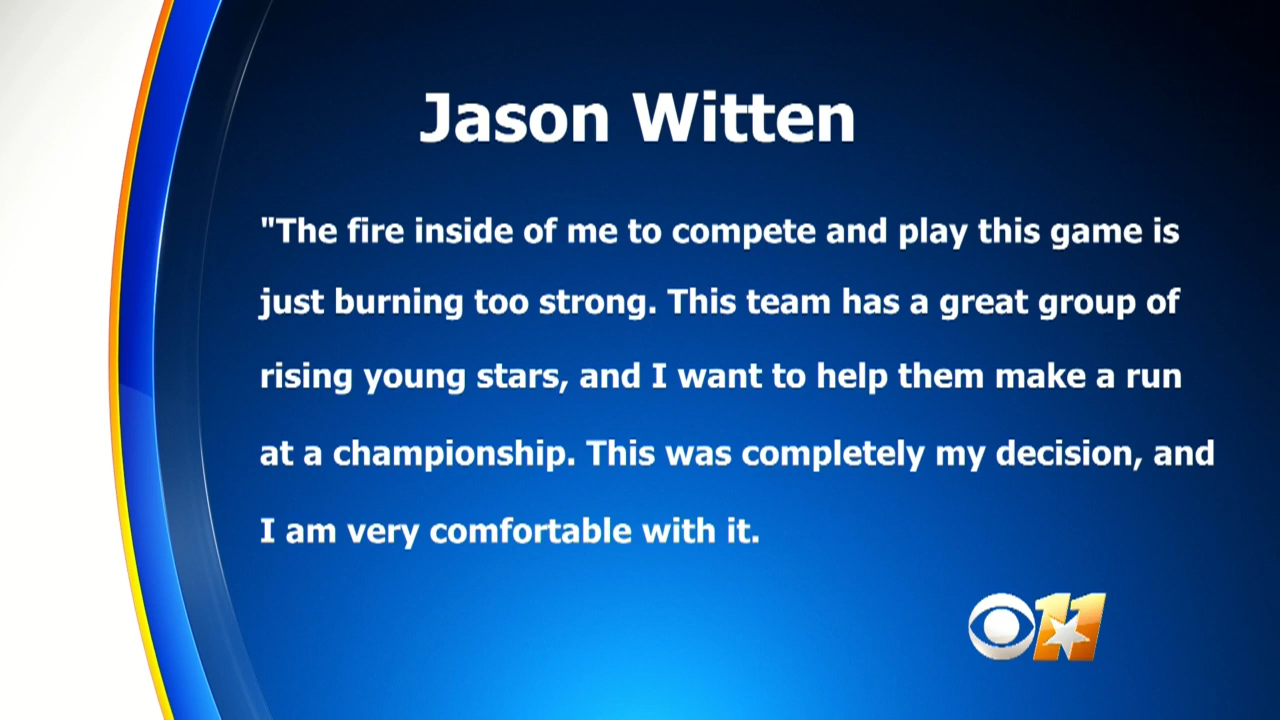 Jason Witten
"The fire inside of me to compete and play this game is
just burning too strong. This team has a great group of
rising young stars, and I want to help them make a run
at a championship. This was completely my decision, and
I am very comfortable with it.
11